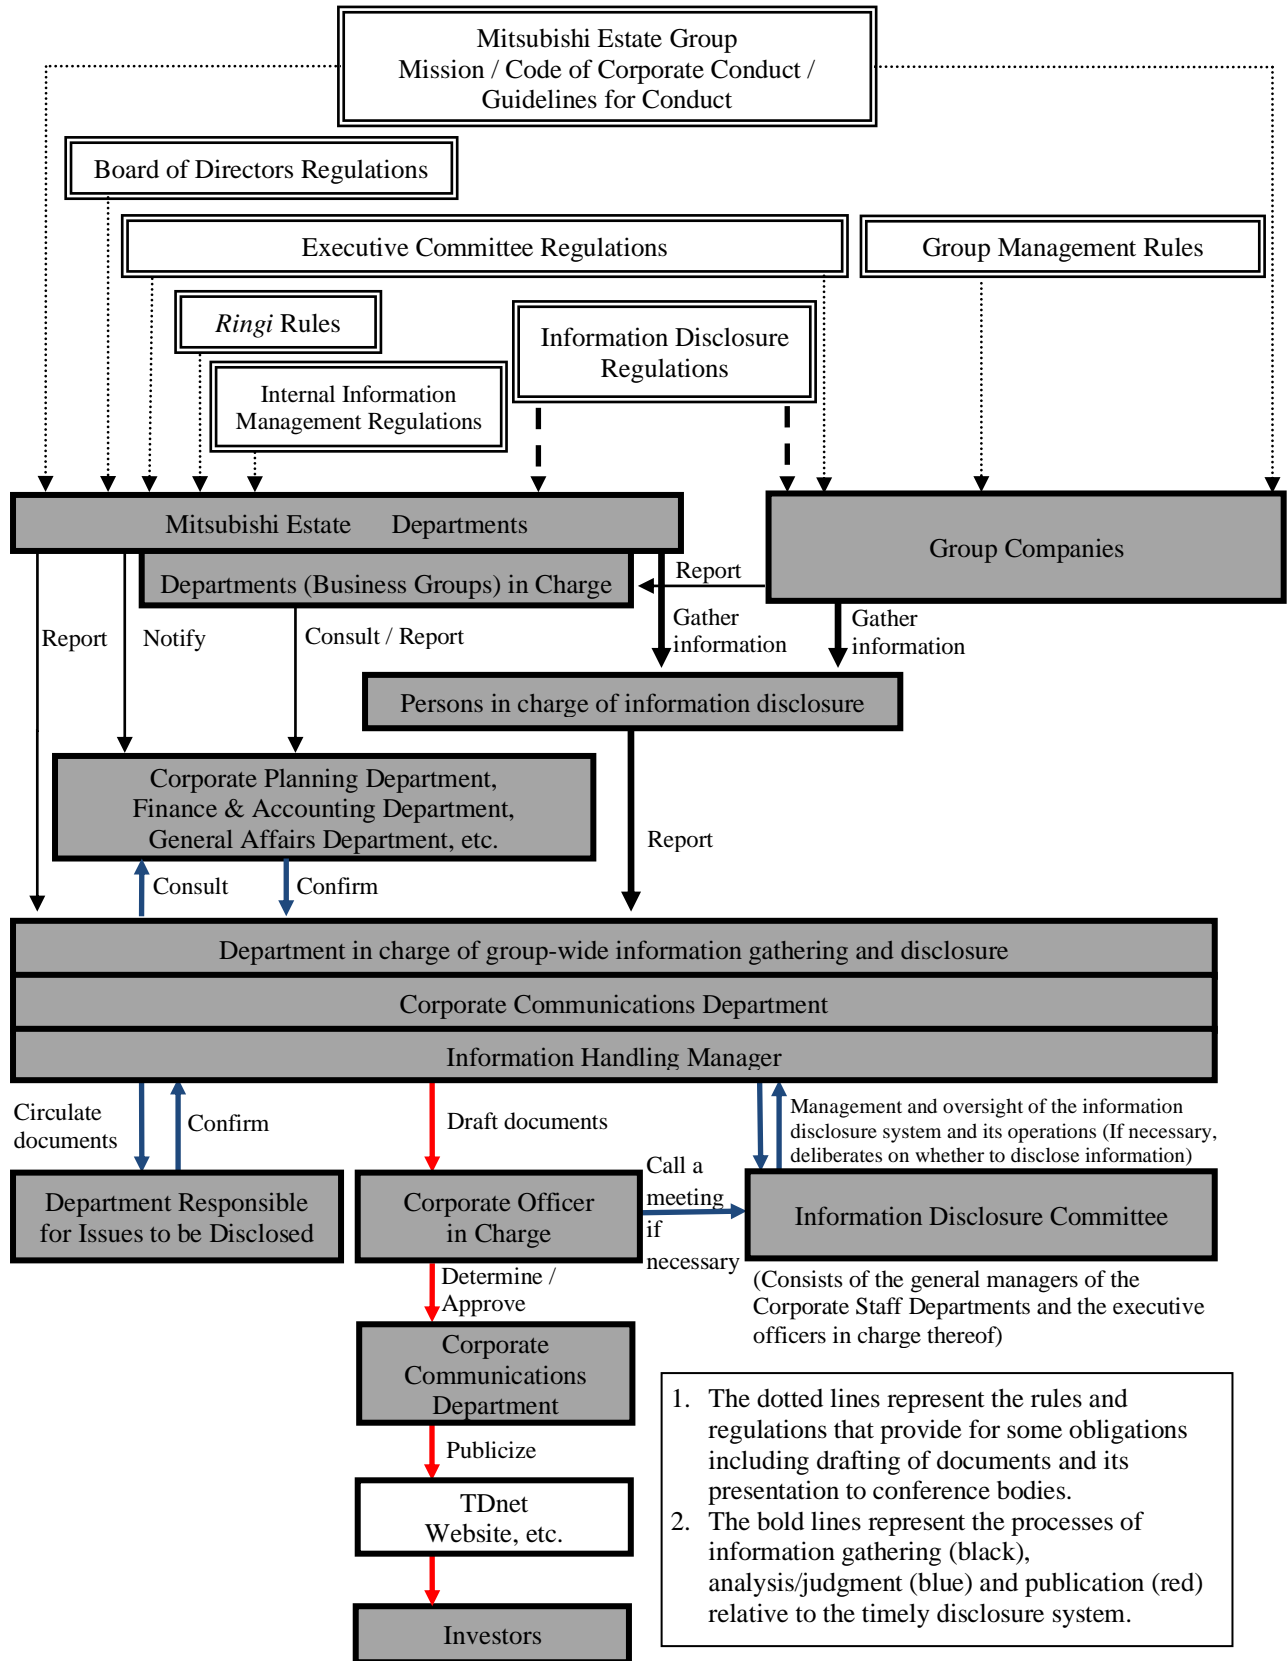 Mitsubishi Estate Group
Mission / Code of Corporate Conduct /
Guidelines for Conduct
Board of Directors Regulations
Executive Committee Regulations
Group Management Rules
Ringi Rules
Information Disclosure
Regulations
Internal Information
Management Regulations
Mitsubishi Estate Departments
Group Companies
Departments (Business Groups) in Charge
Report
Report
Notify
Consult / Report
Gather
information
Gather
information
Persons in charge of information disclosure
Corporate Planning Department,
Finance & Accounting Department,
General Affairs Department, etc.
Report
Consult
Confirm
Department in charge of group-wide information gathering and disclosure
Corporate Communications Department
Information Handling Manager
Circulate
documents
Confirm
Draft documents
Management and oversight of the information
disclosure system and its operations (If necessary,
deliberates on whether to disclose information)
Call a
meeting
if
necessary
Department Responsible
for Issues to be Disclosed
Corporate Officer
in Charge
Information Disclosure Committee
(Consists of the general managers of the
Corporate Staff Departments and the executive
officers in charge thereof)
Determine /
Approve
Corporate
Communications
Department
Publicize
TDnet
Website, etc.
Investors
1. The dotted lines represent the rules and
regulations that provide for some obligations
including drafting of documents and its
presentation to conference bodies.
2. The bold lines represent the processes of
information gathering (black),
analysis/judgment (blue) and publication (red)
relative to the timely disclosure system.